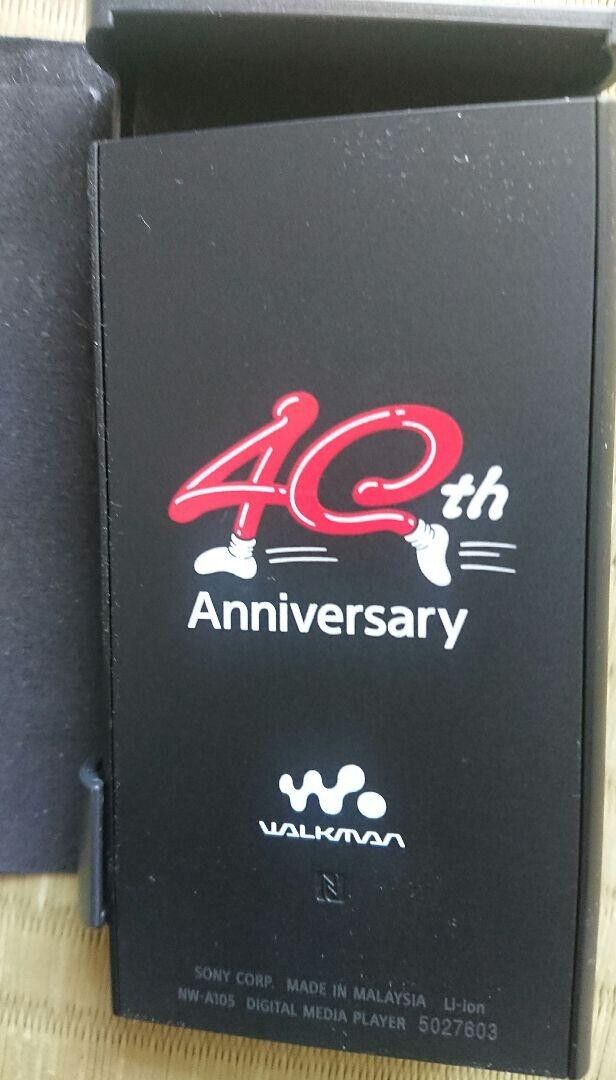 40th
Anniversary
WALKMAN
SONY CORP. MADE IN MALAYSIA Li-ion
NW-A105 DIGITAL MEDIA PLAYER 5027603